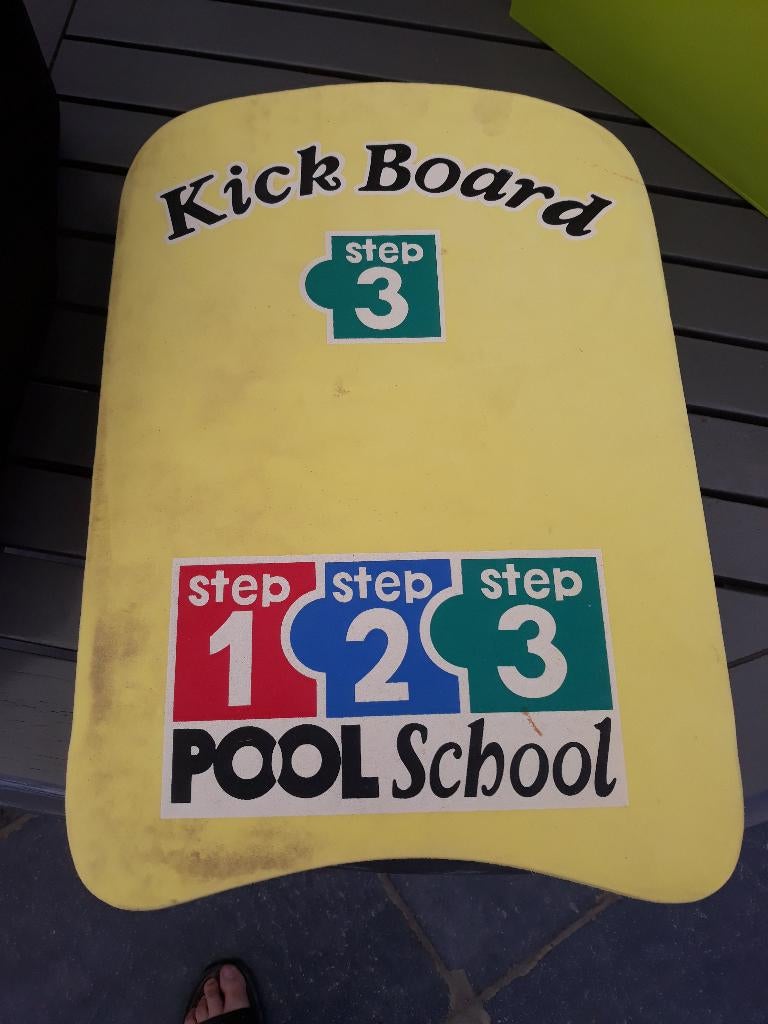 Kick Board
step
3
step step step
1 2 3
POOL School